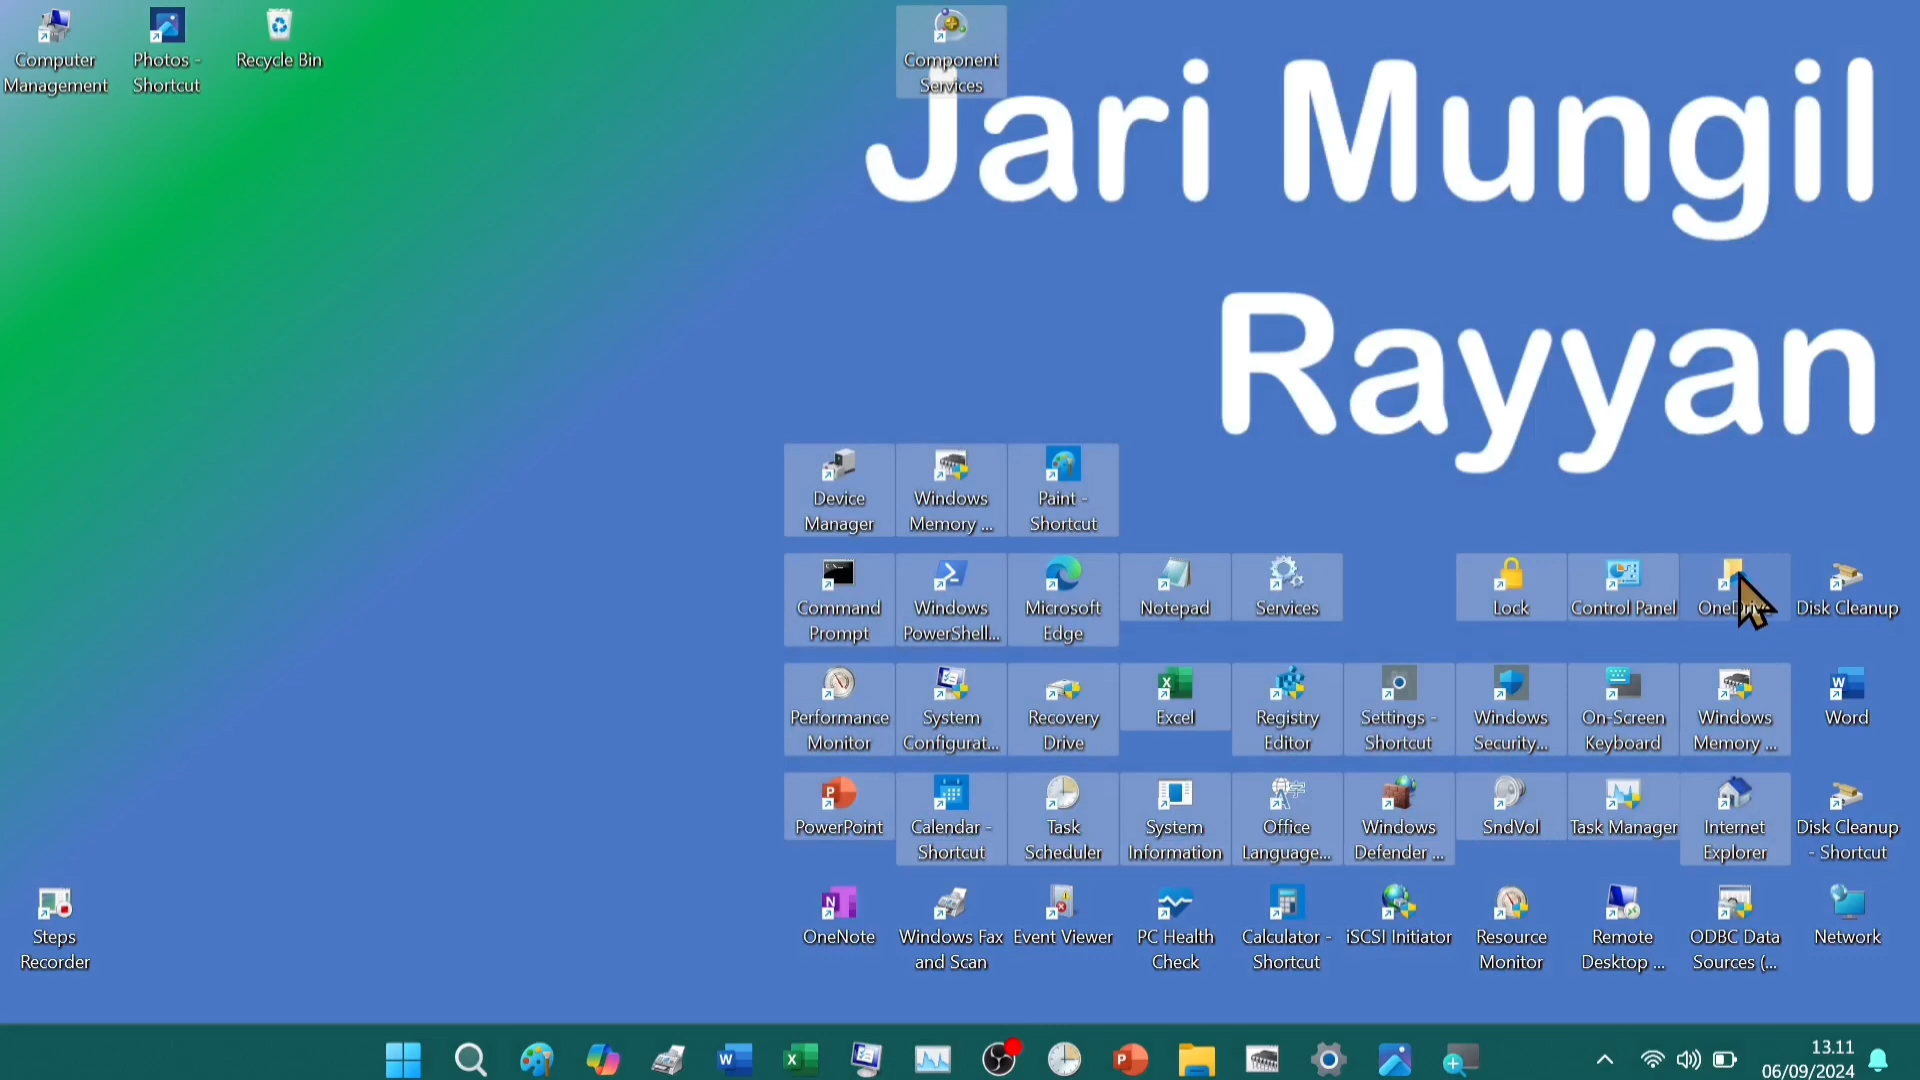 Computer
Management
Photos -
Shortcut
Recycle Bin
Component
Services
Jari Mungil
Rayyan
Device
Manager
Windows
Memory ...
Paint -
Shortcut
Command
Prompt
Windows
PowerShell...
Microsoft
Edge
Notepad
Services
Lock
Control Panel
OneDrive
Disk Cleanup
Performance
Monitor
System
Configurat...
Recovery
Drive
Excel
Registry
Editor
Settings -
Shortcut
Windows
Security...
On-Screen
Keyboard
Windows
Memory ...
Word
PowerPoint
Calendar -
Shortcut
Task
Scheduler
System
Information
Office
Language...
Windows
Defender ...
SndVol
Task Manager
Internet
Explorer
Disk Cleanup
- Shortcut
Steps
Recorder
OneNote
Windows Fax
and Scan
Event Viewer
PC Health
Check
Calculator -
Shortcut
iSCSI Initiator
Resource
Monitor
Remote
Desktop ...
ODBC Data
Sources (...
Network
13.11
06/09/2024